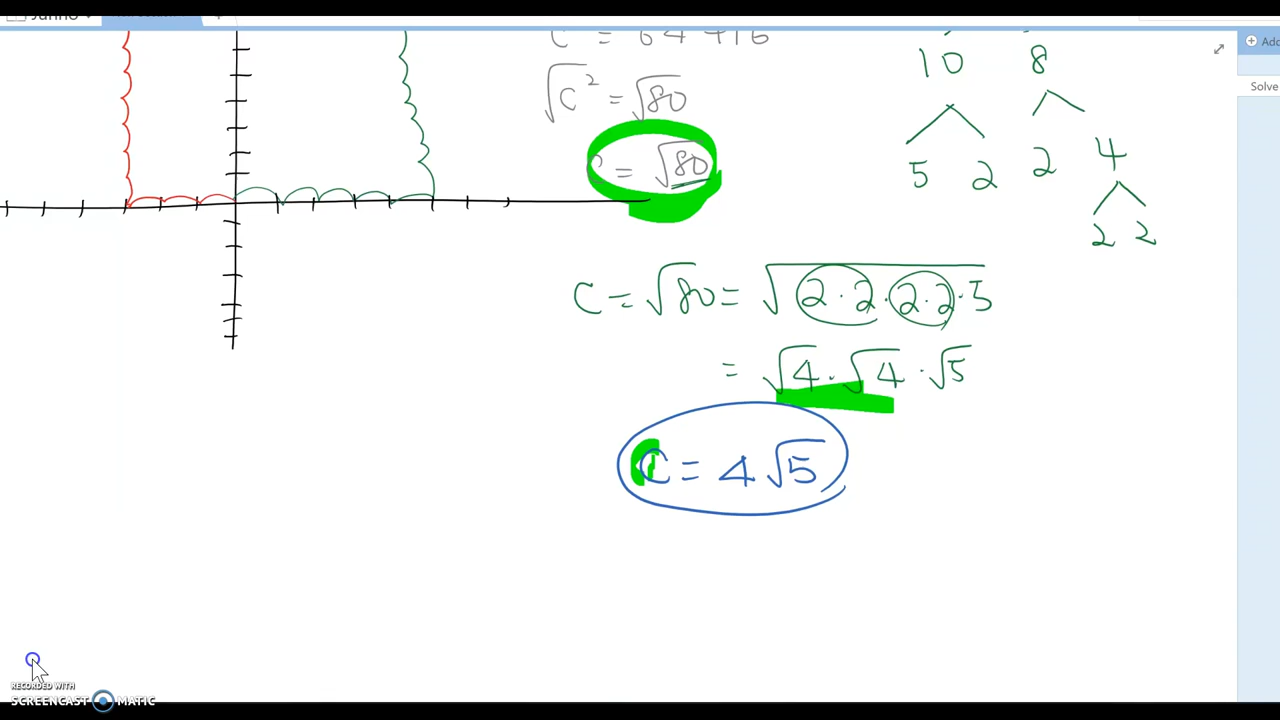 = 64 + 16
√C² = √80
= √80
10 8
5 2 2 4
2 2
C = √80 = √2·2·2·2·5
= √4 · √4 · √5
C = 4√5
Add
Solve
RECORDED WITH
SCREENCAST MATIC